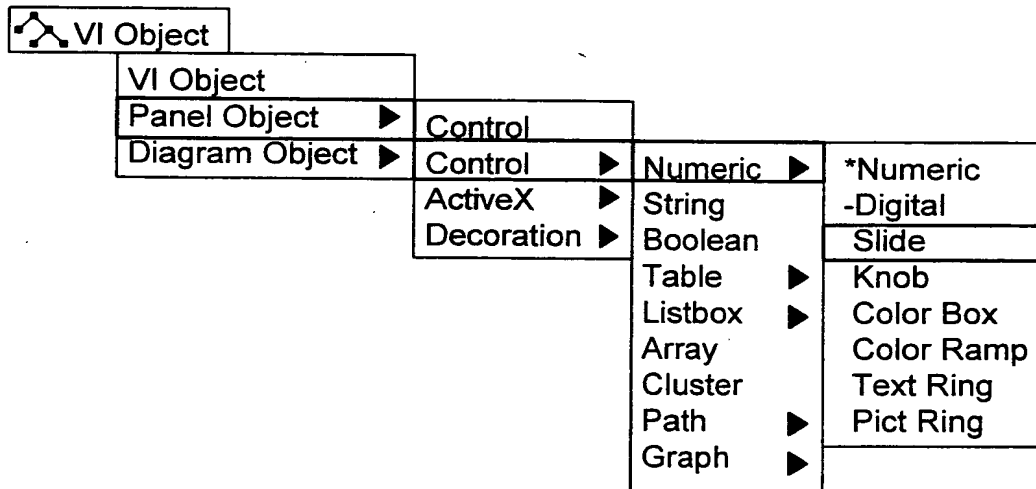 VI Object
VI Object
Panel Object
Diagram Object
Control
Control
ActiveX
Decoration
Numeric
String
Boolean
Table
Listbox
Array
Cluster
Path
Graph
*Numeric
-Digital
Slide
Knob
Color Box
Color Ramp
Text Ring
Pict Ring